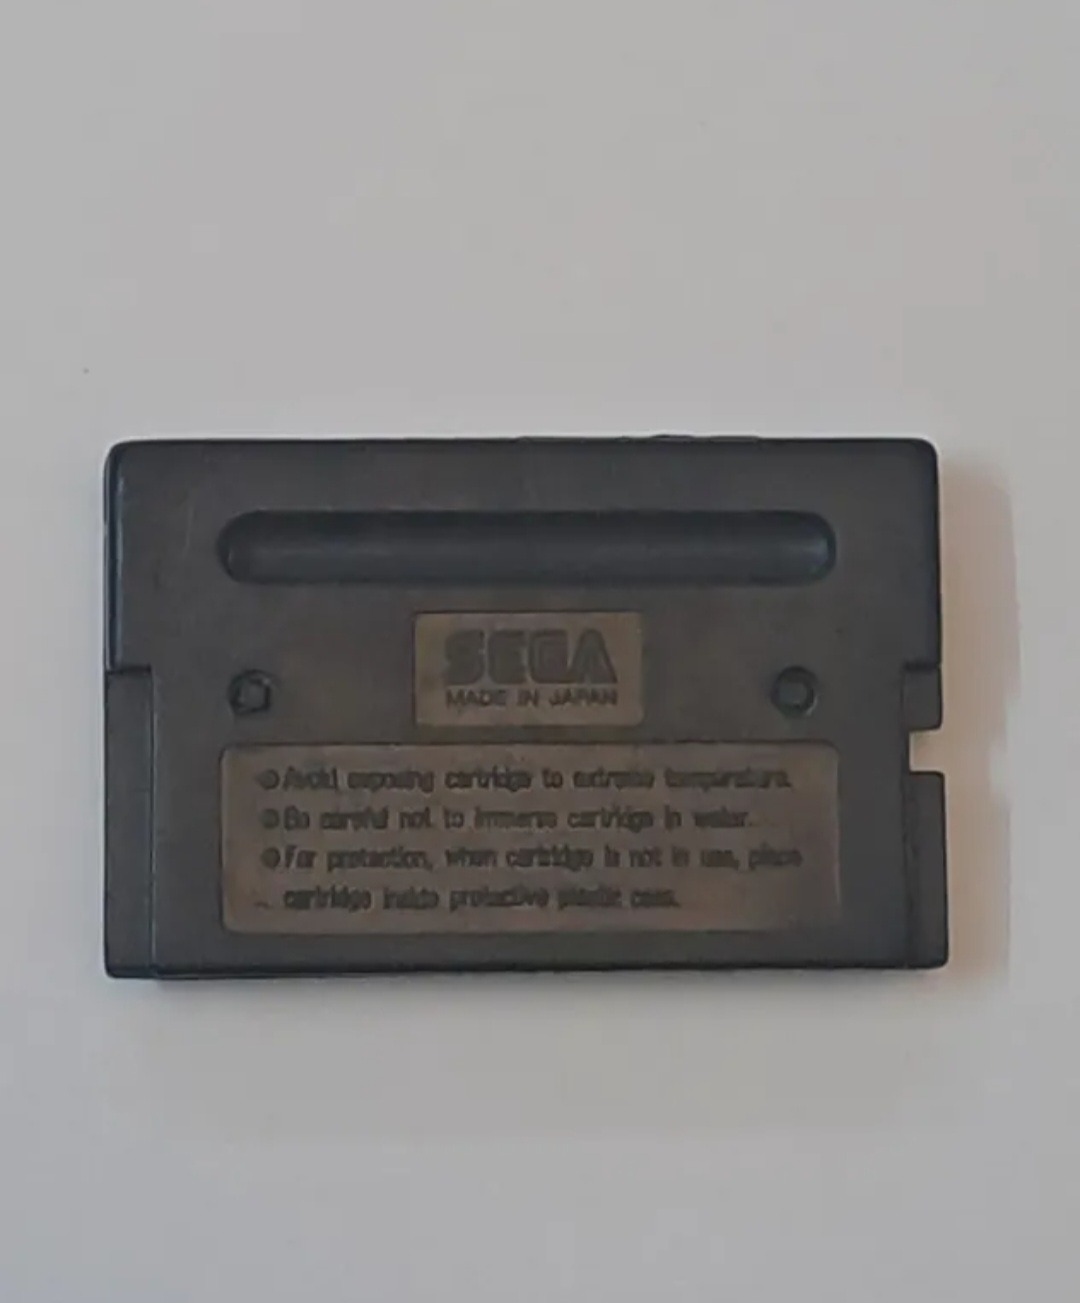 SEGA
MADE IN JAPAN
● Avoid exposing cartridge to extreme temperature.
● Be careful not to immerse cartridge in water.
● For protection, when cartridge is not in use, place
cartridge inside protective plastic case.